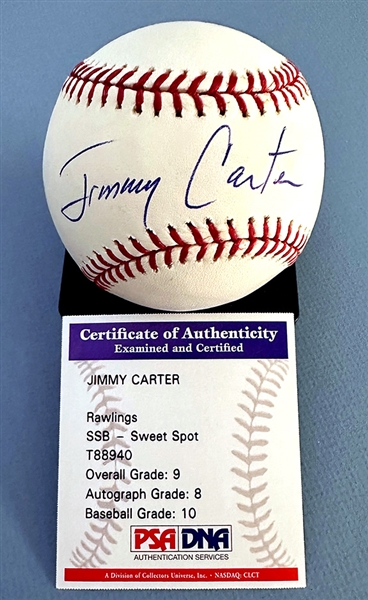 Jimmy Carter
Certificate of Authenticity
Examined and Certified
JIMMY CARTER
Rawlings
SSB - Sweet Spot
T88940
Overall Grade: 9
Autograph Grade: 8
Baseball Grade: 10
PSA DNA
AUTHENTICATION SERVICES
A Division of Collectors Universe, Inc. • NASDAQ: CLCT